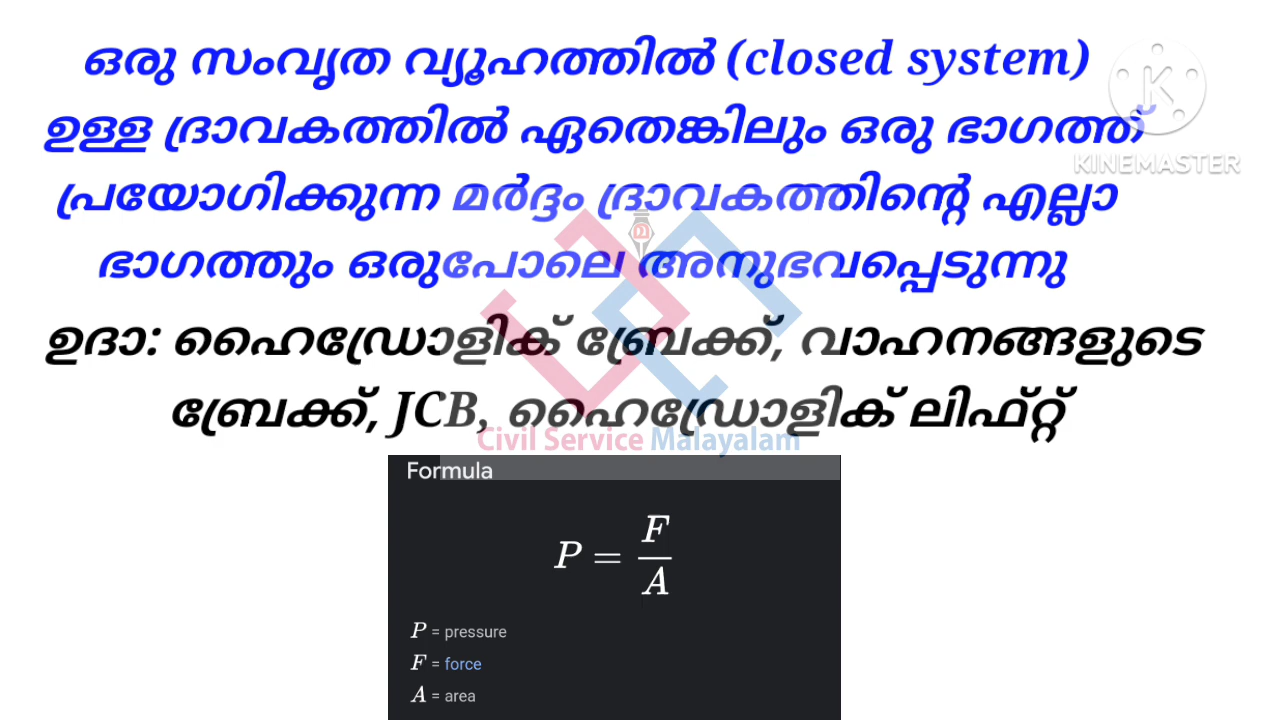 ഒരു സംവൃത വ്യൂഹത്തിൽ (closed system)
ഉള്ള ദ്രാവകത്തിൽ ഏതെങ്കിലും ഒരു ഭാഗത്ത്
പ്രയോഗിക്കുന്ന മർദ്ദം ദ്രാവകത്തിന്റെ എല്ലാ
ഭാഗത്തും ഒരുപോലെ അനുഭവപ്പെടുന്നു
ഉദാ: ഹൈഡ്രോളിക് ബ്രേക്ക്, വാഹനങ്ങളുടെ
ബ്രേക്ക്, JCB, ഹൈഡ്രോളിക് ലിഫ്റ്റ്
K
KINEMASTER
Civil Service Malayalam
Formula
P = F/A
P = pressure
F = force
A = area